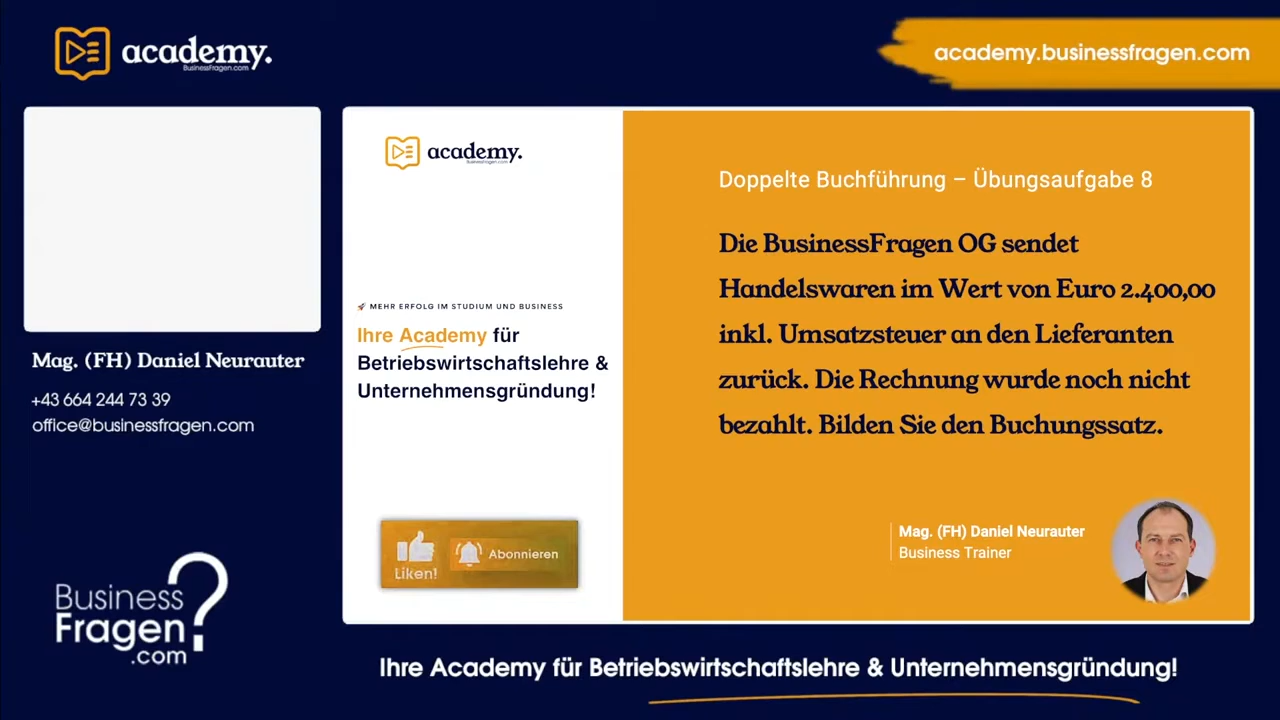 academy.
BusinessFragen.com
academy.businessfragen.com
Mag. (FH) Daniel Neurauter
+43 664 244 73 39
office@businessfragen.com
Business
Fragen?
.com
academy.
BusinessFragen.com
🚀 MEHR ERFOLG IM STUDIUM UND BUSINESS
Ihre Academy für
Betriebswirtschaftslehre &
Unternehmensgründung!
Liken!
Abonnieren
Doppelte Buchführung – Übungsaufgabe 8
Die BusinessFragen OG sendet
Handelswaren im Wert von Euro 2.400,00
inkl. Umsatzsteuer an den Lieferanten
zurück. Die Rechnung wurde noch nicht
bezahlt. Bilden Sie den Buchungssatz.
Mag. (FH) Daniel Neurauter
Business Trainer
Ihre Academy für Betriebswirtschaftslehre & Unternehmensgründung!